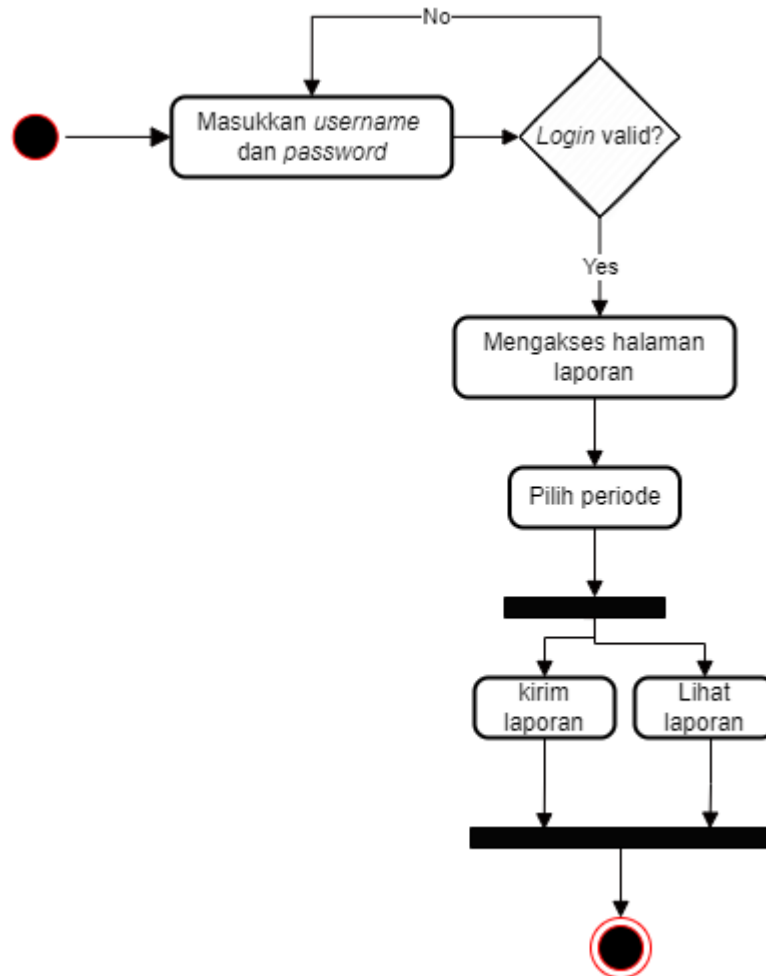 No
Masukkan username
dan password
Login valid?
Yes
Mengakses halaman
laporan
Pilih periode
kirim
laporan
Lihat
laporan